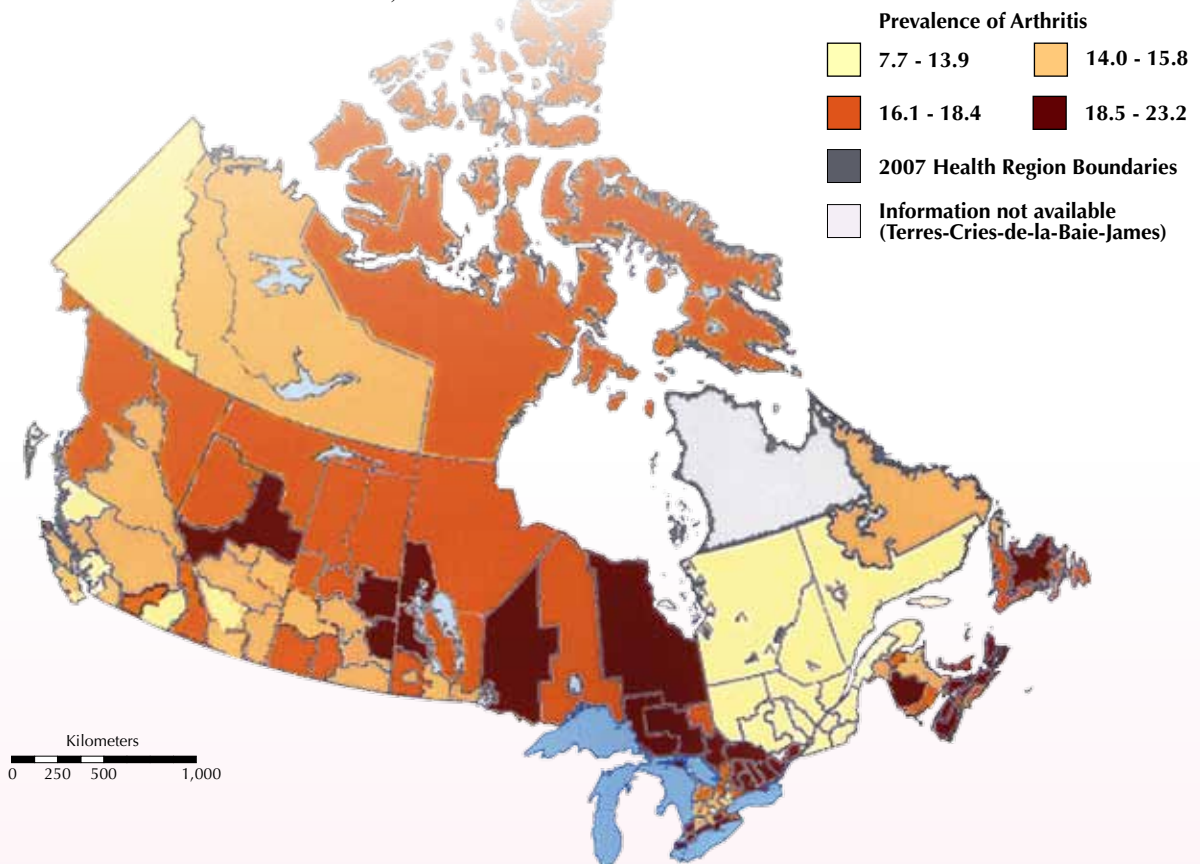 Prevalence of Arthritis
7.7 - 13.9
14.0 - 15.8
16.1 - 18.4
18.5 - 23.2
2007 Health Region Boundaries
Information not available
(Terres-Cries-de-la-Baie-James)
Kilometers
0 250 500 1,000